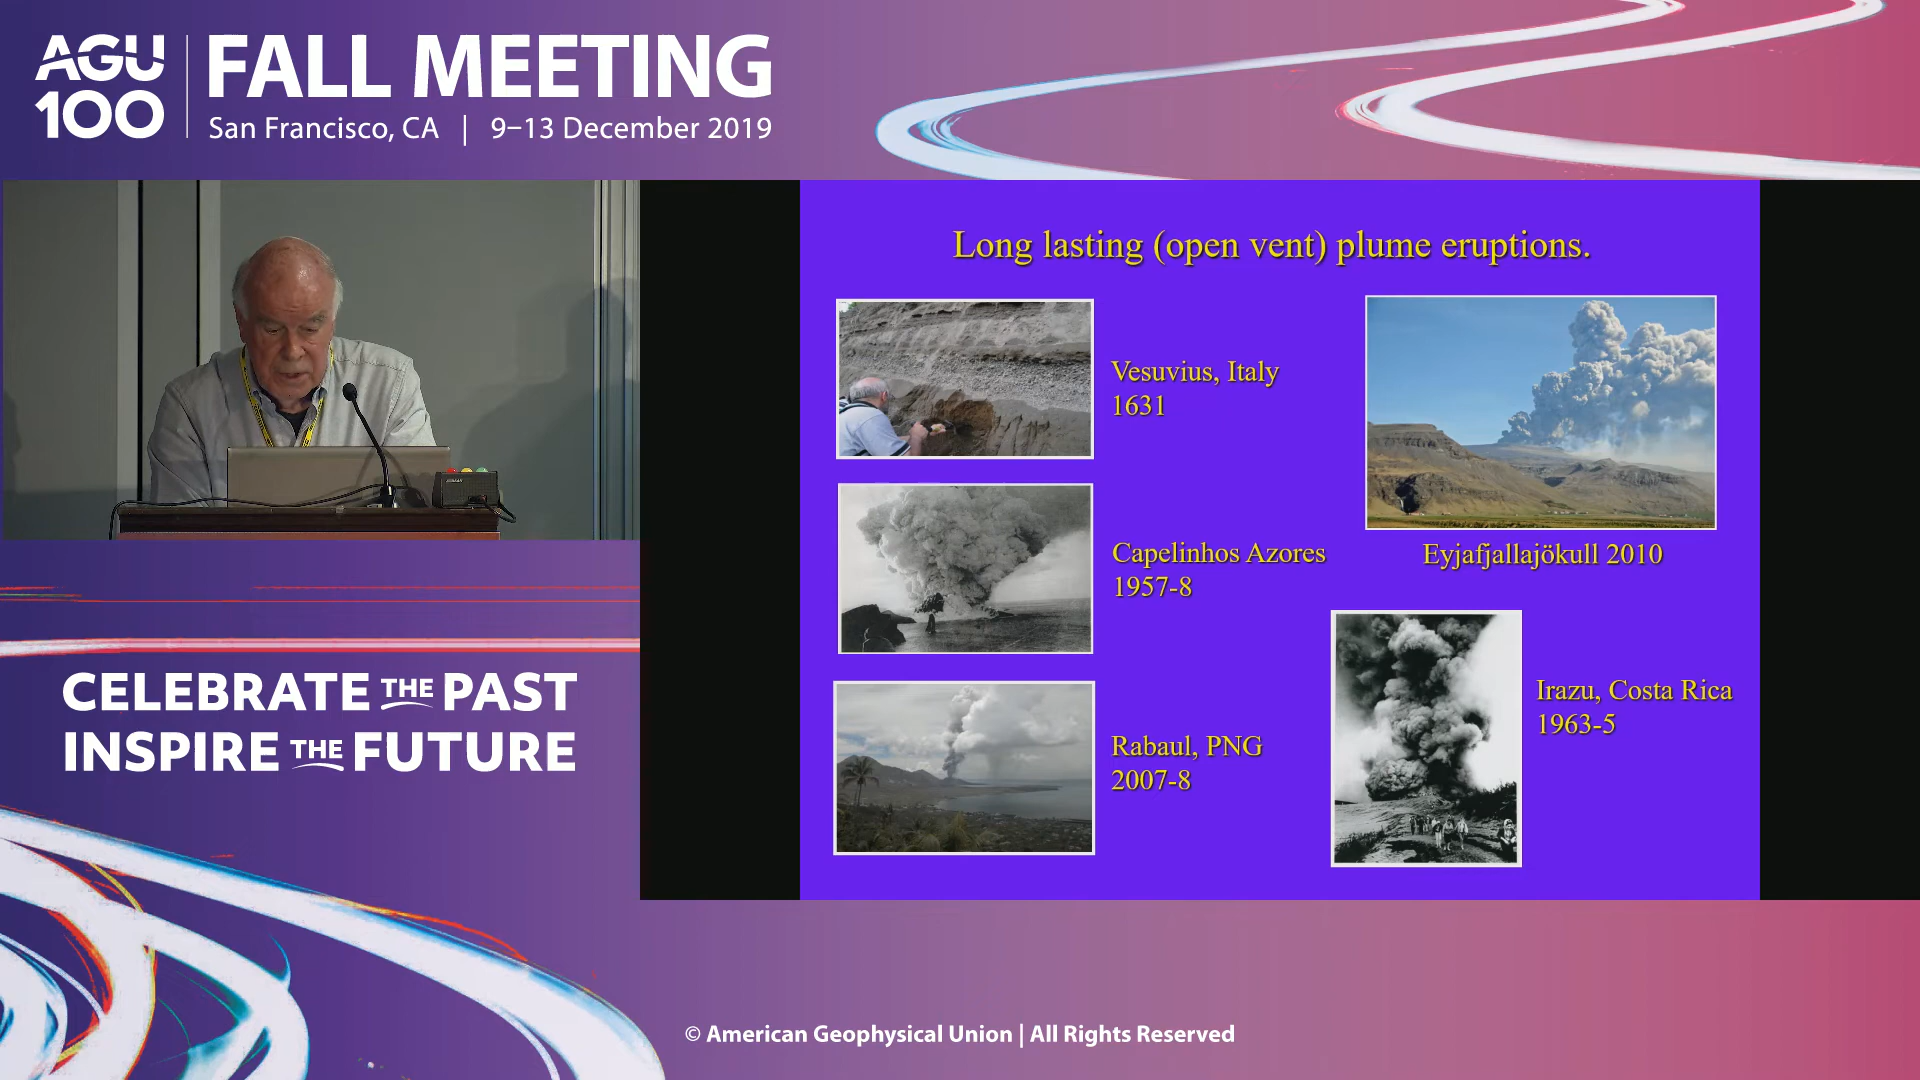 AGU
100
FALL MEETING
San Francisco, CA | 9–13 December 2019
Long lasting (open vent) plume eruptions.
Vesuvius, Italy
1631
Capelinhos Azores
1957-8
Rabaul, PNG
2007-8
Eyjafjallajökull 2010
Irazu, Costa Rica
1963-5
CELEBRATE THE PAST
INSPIRE THE FUTURE
© American Geophysical Union | All Rights Reserved